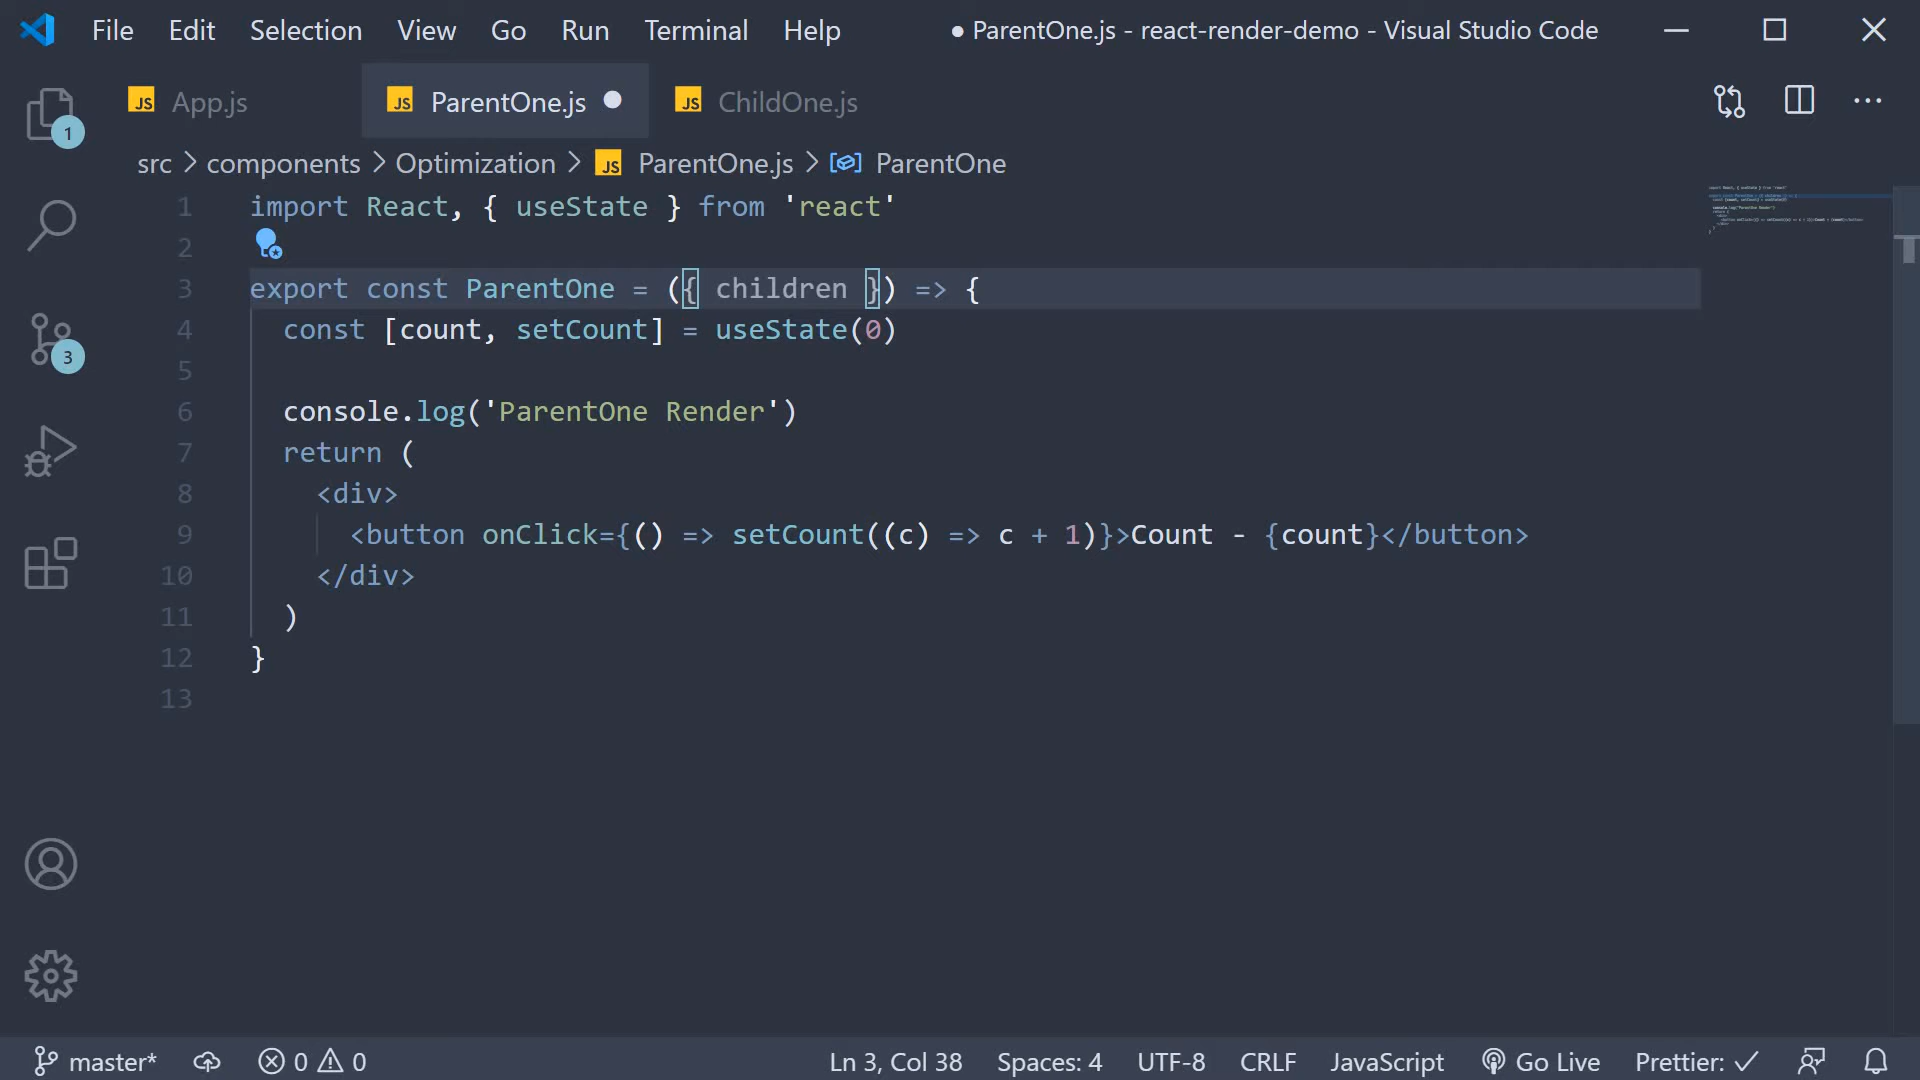 File Edit Selection View Go Run Terminal Help ● ParentOne.js - react-render-demo - Visual Studio Code
JS App.js JS ParentOne.js ● JS ChildOne.js ···
1
src > components > Optimization > JS ParentOne.js > ParentOne
1 import React, { useState } from 'react'
2
3 export const ParentOne = ({ children }) => {
4 const [count, setCount] = useState(0)
3
5
6 console.log('ParentOne Render')
7 return (
8 <div>
9 <button onClick={() => setCount((c) => c + 1)}>Count - {count}</button>
10 </div>
11 )
12 }
13
master* 0 0 Ln 3, Col 38 Spaces: 4 UTF-8 CRLF JavaScript Go Live Prettier: ✓